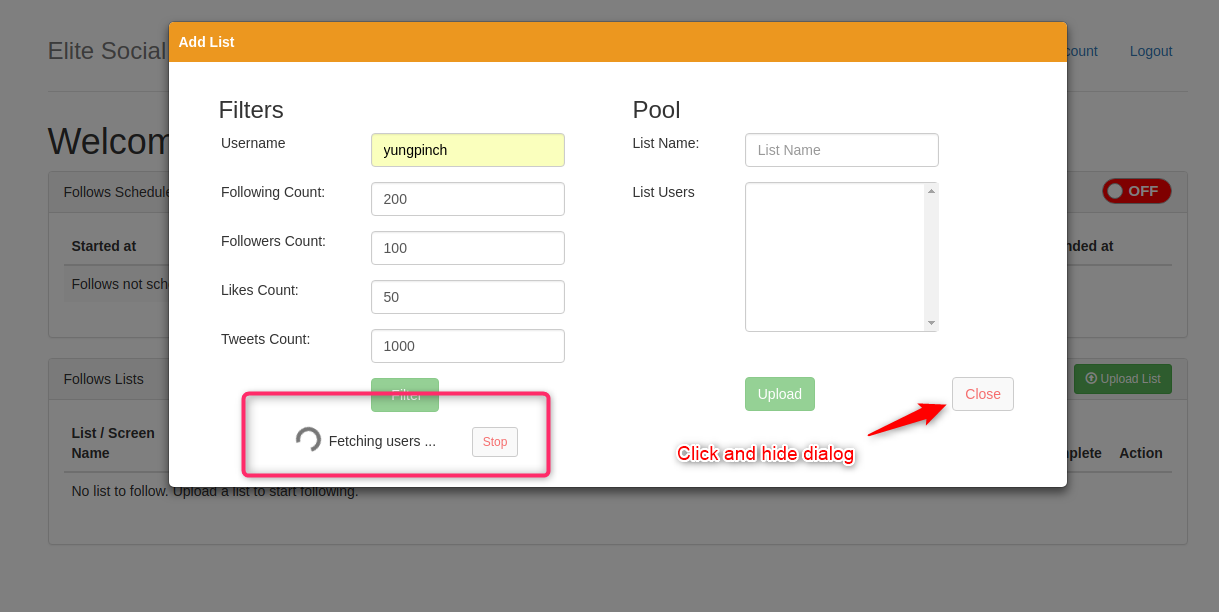 Add List
Elite Social
count
Logout
Filters
Pool
Username
yungpinch
List Name:
List Name
Welcom
Following Count:
200
List Users
Follows Schedule
OFF
Followers Count:
100
Started at
nded at
Follows not sch
Likes Count:
50
Tweets Count:
1000
Follows Lists
Filter
Upload
Close
Upload List
Fetching users ...
Stop
Click and hide dialog
List / Screen
Name
plete
Action
No list to follow. Upload a list to start following.